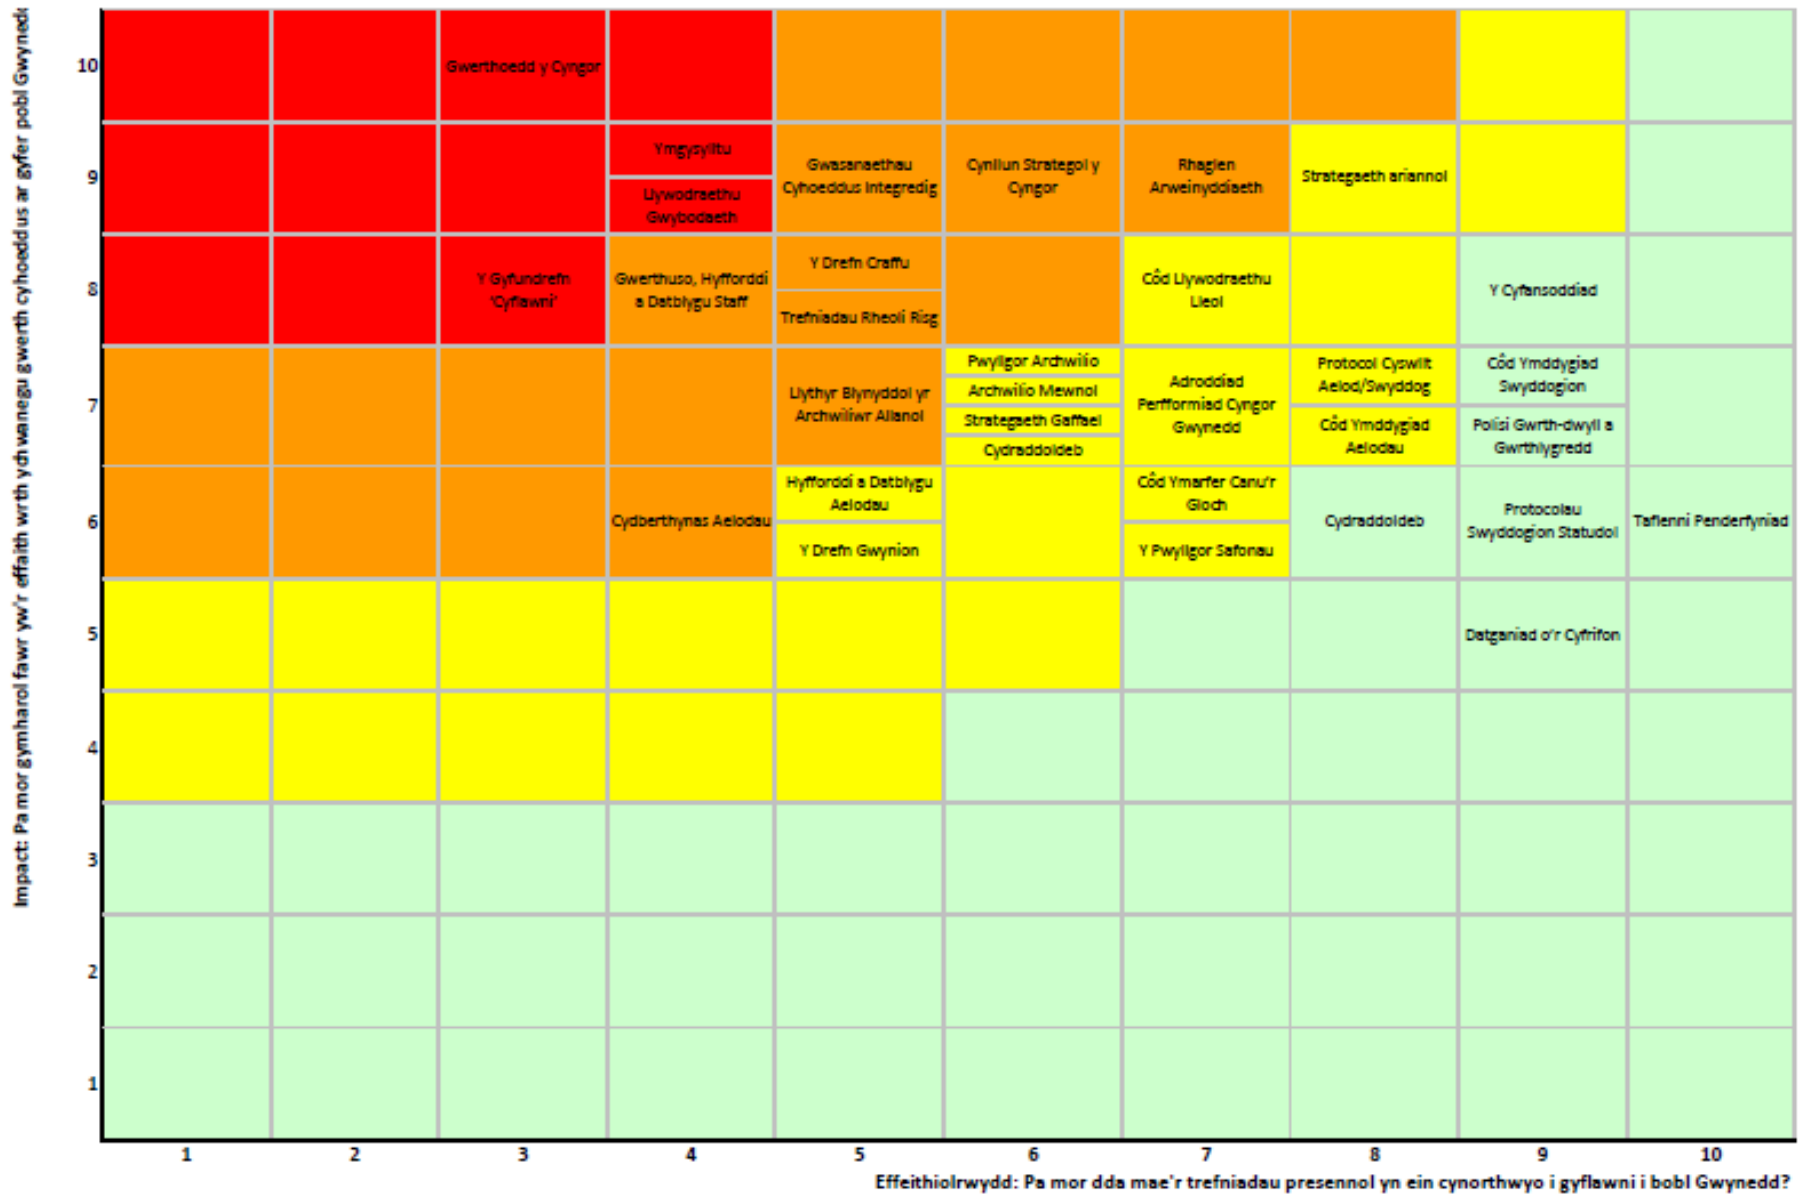 Impact: Pa mor gymharol fawr yw'r effaith wrth ychwanegu gwerth cyhoeddus ar gyfer pobl Gwynedd
10
Gwerthoedd y Cyngor
9
Ymgysylltu
Llywodraethu
Gwybodaeth
Gwasanaethau
Cyhoeddus Integredig
Cynllun Strategol y
Cyngor
Rhaglen
Arweinyddiaeth
Strategaeth ariannol
8
Y Gyfundrefn
'Cyflawni'
Gwerthuso, Hyfforddi
a Datblygu Staff
Y Drefn Craffu
Trefniadau Rheoli Risg
Côd Llywodraethu
Lleol
Y Cyfansoddiad
7
Llythyr Blynyddol yr
Archwiliwr Allanol
Pwyllgor Archwilio
Archwilio Mewnol
Strategaeth Gaffael
Cydraddoldeb
Adroddiad
Perfformiad Cyngor
Gwynedd
Protocol Cyswllt
Aelod/Swyddog
Côd Ymddygiad
Aelodau
Côd Ymddygiad
Swyddogion
Polisi Gwrth-dwyll a
Gwrthlygredd
6
Cydberthynas Aelodau
Hyfforddi a Datblygu
Aelodau
Y Drefn Gwynion
Côd Ymarfer Canu'r
Gloch
Y Pwyllgor Safonau
Cydraddoldeb
Protocolau
Swyddogion Statudol
Taflenni Penderfyniad
5
Datganiad o'r Cyfrifon
4
3
2
1
1 2 3 4 5 6 7 8 9 10
Effeithiolrwydd: Pa mor dda mae'r trefniadau presennol yn ein cynorthwyo i gyflawni i bobl Gwynedd?